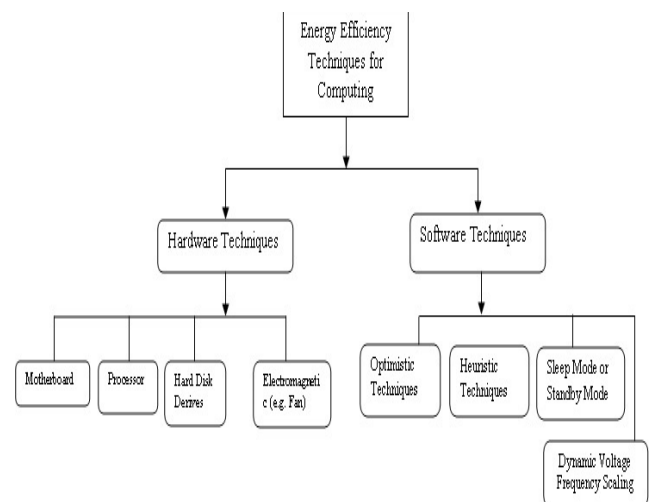 Energy Efficiency
Techniques for
Computing
Hardware Techniques
Software Techniques
Motherboard
Processor
Hard Disk
Derives
Electromagneti
c (e.g. Fan)
Optimistic
Techniques
Heuristic
Techniques
Sleep Mode or
Standby Mode
Dynamic Voltage
Frequency Scaling